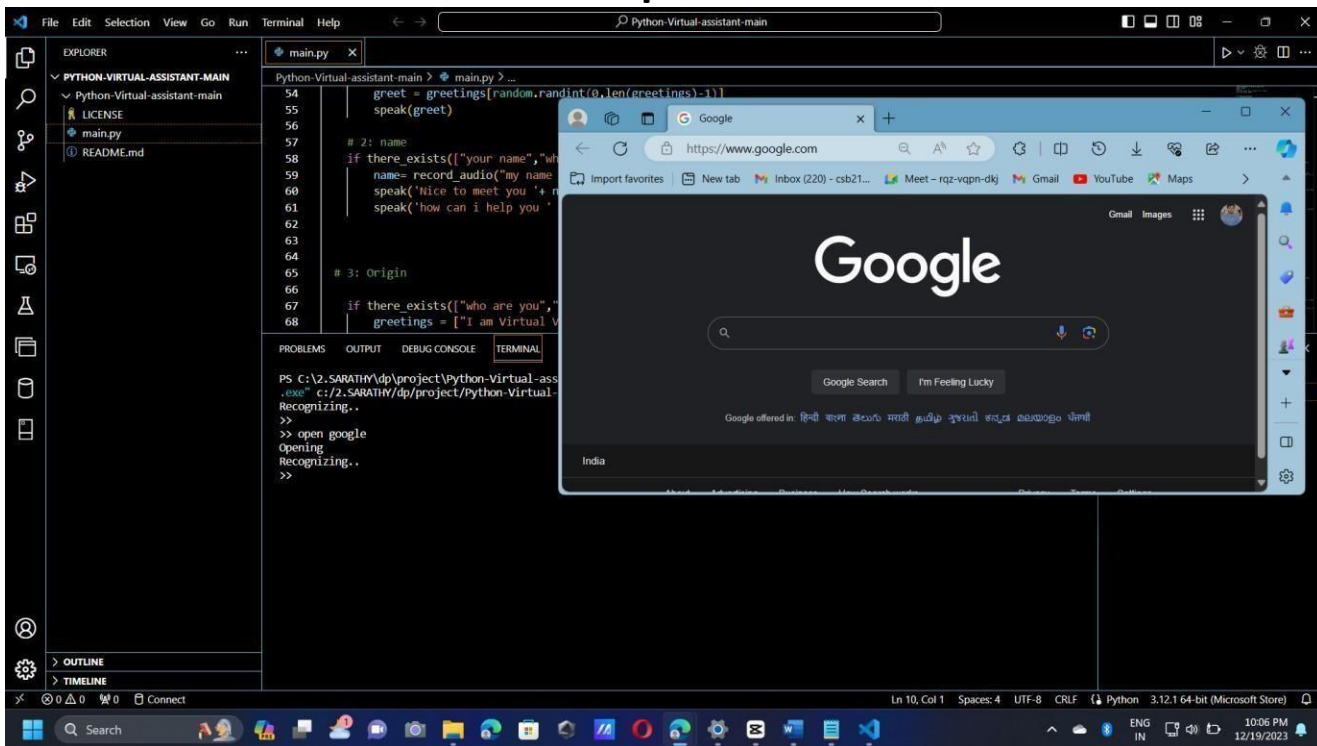 File Edit Selection View Go Run Terminal Help
Python-Virtual-assistant-main
EXPLORER
PYTHON-VIRTUAL-ASSISTANT-MAIN
Python-Virtual-assistant-main
LICENSE
main.py
README.md
OUTLINE
TIMELINE
main.py
Python-Virtual-assistant-main > main.py > ...
54 greet = greetings[random.randint(0,len(greetings)-1)]
55 speak(greet)
56
57 # 2: name
58 if there_exists(["your name","wh
59 name= record_audio("my name
60 speak('Nice to meet you '+ n
61 speak('how can i help you '
62
63
64
65 # 3: Origin
66
67 if there_exists(["who are you","
68 greetings = ["I am Virtual V
PROBLEMS OUTPUT DEBUG CONSOLE TERMINAL
PS C:\2.SARATHY\dp\project\Python-Virtual-ass
.exe" c:/2.SARATHY/dp/project/Python-Virtual-
Recognizing..
>>
>> open google
Opening
Recognizing..
>>
Google
https://www.google.com
Import favorites New tab Inbox (220) - csb21... Meet – rqz-vqpn-dkj Gmail YouTube Maps
Gmail Images
Google
Google Search I'm Feeling Lucky
Google offered in: हिन्दी বাংলা తెలుగు मराठी தமிழ் ગુજરાતી ಕನ್ನಡ മലയാളം ਪੰਜਾਬੀ
India
0 0 0 Connect
Ln 10, Col 1 Spaces: 4 UTF-8 CRLF Python 3.12.1 64-bit (Microsoft Store)
Search
ENG
IN
10:06 PM
12/19/2023